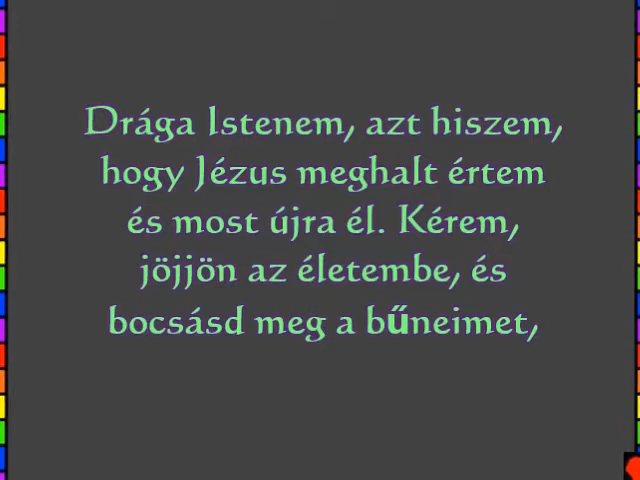 Drága Istenem, azt hiszem,
hogy Jézus meghalt értem
és most újra él. Kérem,
jöjjön az életembe, és
bocsásd meg a bűneimet,